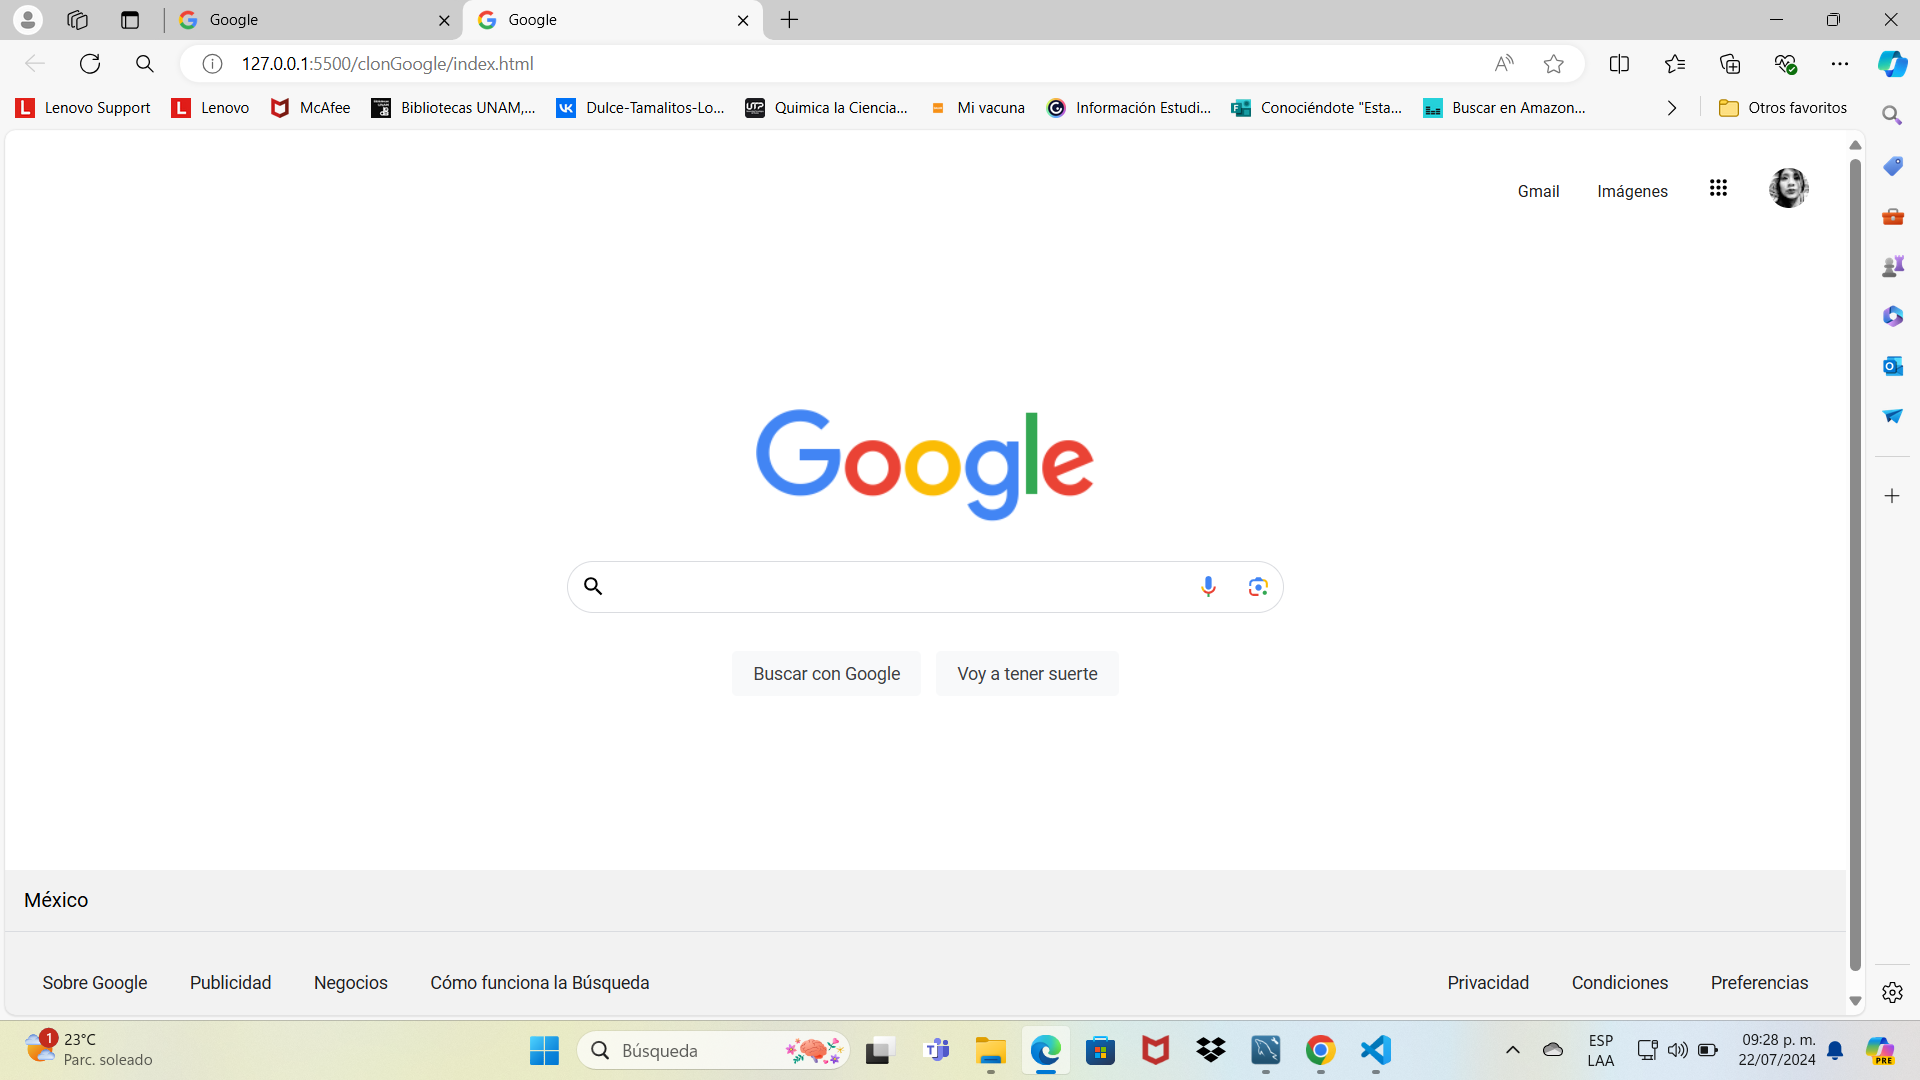 Google
Google
127.0.0.1:5500/clonGoogle/index.html
Lenovo Support
Lenovo
McAfee
Bibliotecas UNAM,...
Dulce-Tamalitos-Lo...
Quimica la Ciencia...
Mi vacuna
Información Estudi...
Conociéndote "Esta...
Buscar en Amazon...
Otros favoritos
Gmail
Imágenes
Google
Buscar con Google
Voy a tener suerte
México
Sobre Google
Publicidad
Negocios
Cómo funciona la Búsqueda
Privacidad
Condiciones
Preferencias
1
23°C
Parc. soleado
Búsqueda
ESP
LAA
09:28 p. m.
22/07/2024
PRE